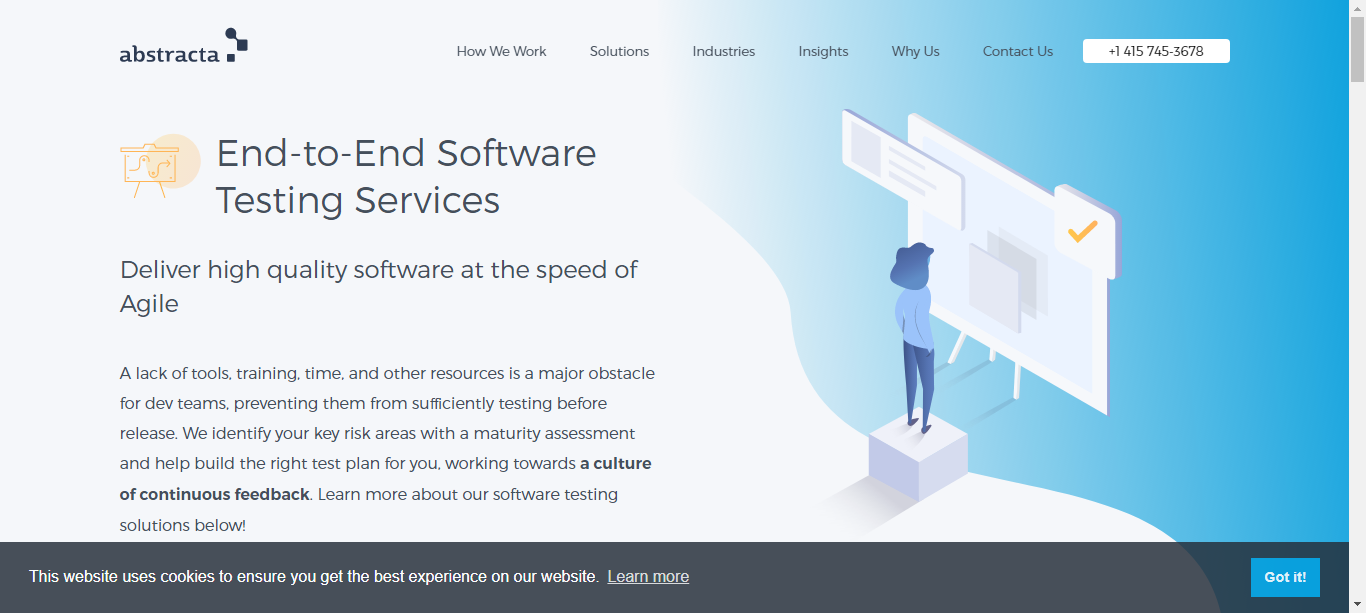 abstracta
How We Work
Solutions
Industries
Insights
Why Us
Contact Us
+1 415 745-3678
End-to-End Software
Testing Services
Deliver high quality software at the speed of
Agile
A lack of tools, training, time, and other resources is a major obstacle
for dev teams, preventing them from sufficiently testing before
release. We identify your key risk areas with a maturity assessment
and help build the right test plan for you, working towards a culture
of continuous feedback. Learn more about our software testing
solutions below!
This website uses cookies to ensure you get the best experience on our website. Learn more
Got it!